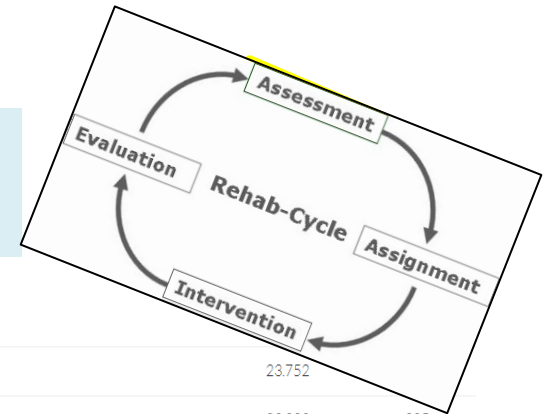 Assessment
Evaluation
Rehab-Cycle
Assignment
Intervention
23.752